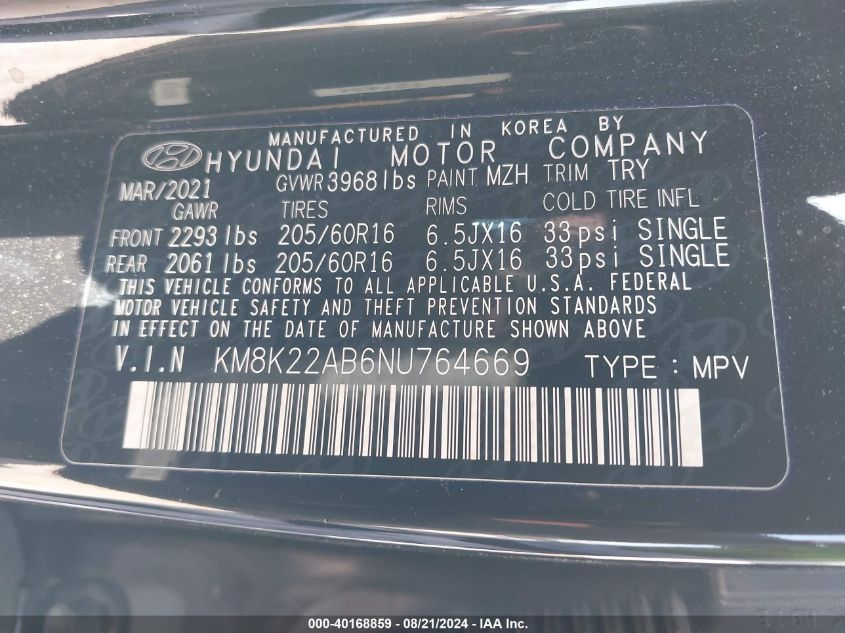 MANUFACTURED IN KOREA BY
HYUNDAI MOTOR COMPANY
MAR/2021 GVWR 3968lbs PAINT MZH TRIM TRY
GAWR TIRES RIMS COLD TIRE INFL
FRONT 2293lbs 205/60R16 6.5JX16 33psi SINGLE
REAR 2061lbs 205/60R16 6.5JX16 33psi SINGLE
THIS VEHICLE CONFORMS TO ALL APPLICABLE U.S.A. FEDERAL
MOTOR VEHICLE SAFETY AND THEFT PREVENTION STANDARDS
IN EFFECT ON THE DATE OF MANUFACTURE SHOWN ABOVE
V.I.N KM8K22AB6NU764669 TYPE : MPV
000-40168859 - 08/21/2024 - IAAI.COM